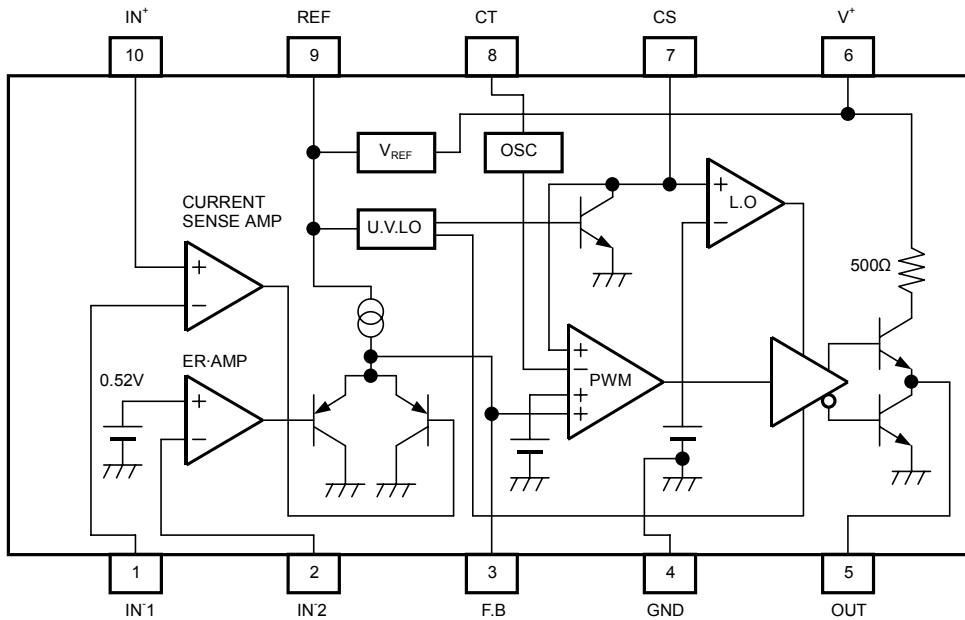 IN⁺ REF CT CS V⁺
10 9 8 7 6
V_REF OSC
CURRENT
SENSE AMP
+
−
U.V.LO
+
−
L.O
500Ω
ER·AMP
0.52V
+
−
+
−
+
+
PWM
1 2 3 4 5
IN⁻1 IN⁻2 F.B GND OUT